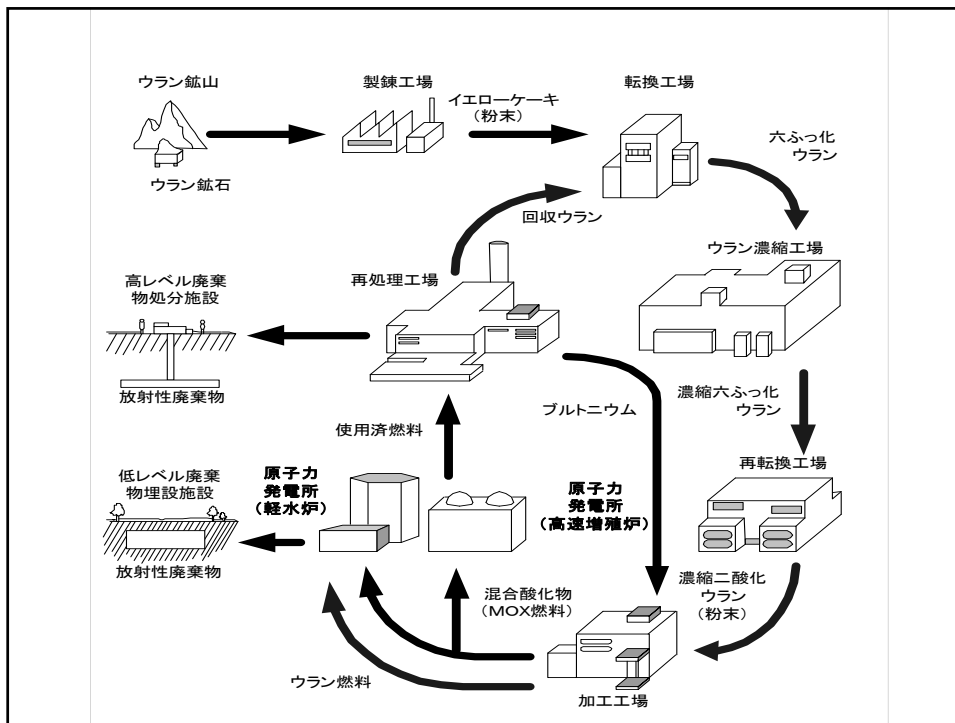 ウラン鉱山
製錬工場
転換工場
イエローケーキ
(粉末)
六ふっ化
ウラン
ウラン鉱石
回収ウラン
ウラン濃縮工場
再処理工場
高レベル廃棄
物処分施設
放射性廃棄物
濃縮六ふっ化
ウラン
プルトニウム
使用済燃料
再転換工場
低レベル廃棄
物埋設施設
原子力
発電所
(軽水炉)
原子力
発電所
(高速増殖炉)
放射性廃棄物
濃縮二酸化
ウラン
(粉末)
混合酸化物
(MOX燃料)
ウラン燃料
加工工場